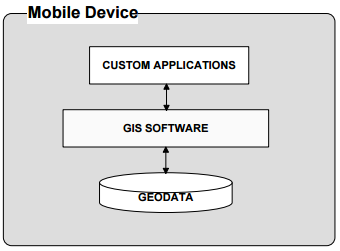 Mobile Device
CUSTOM APPLICATIONS
GIS SOFTWARE
GEODATA